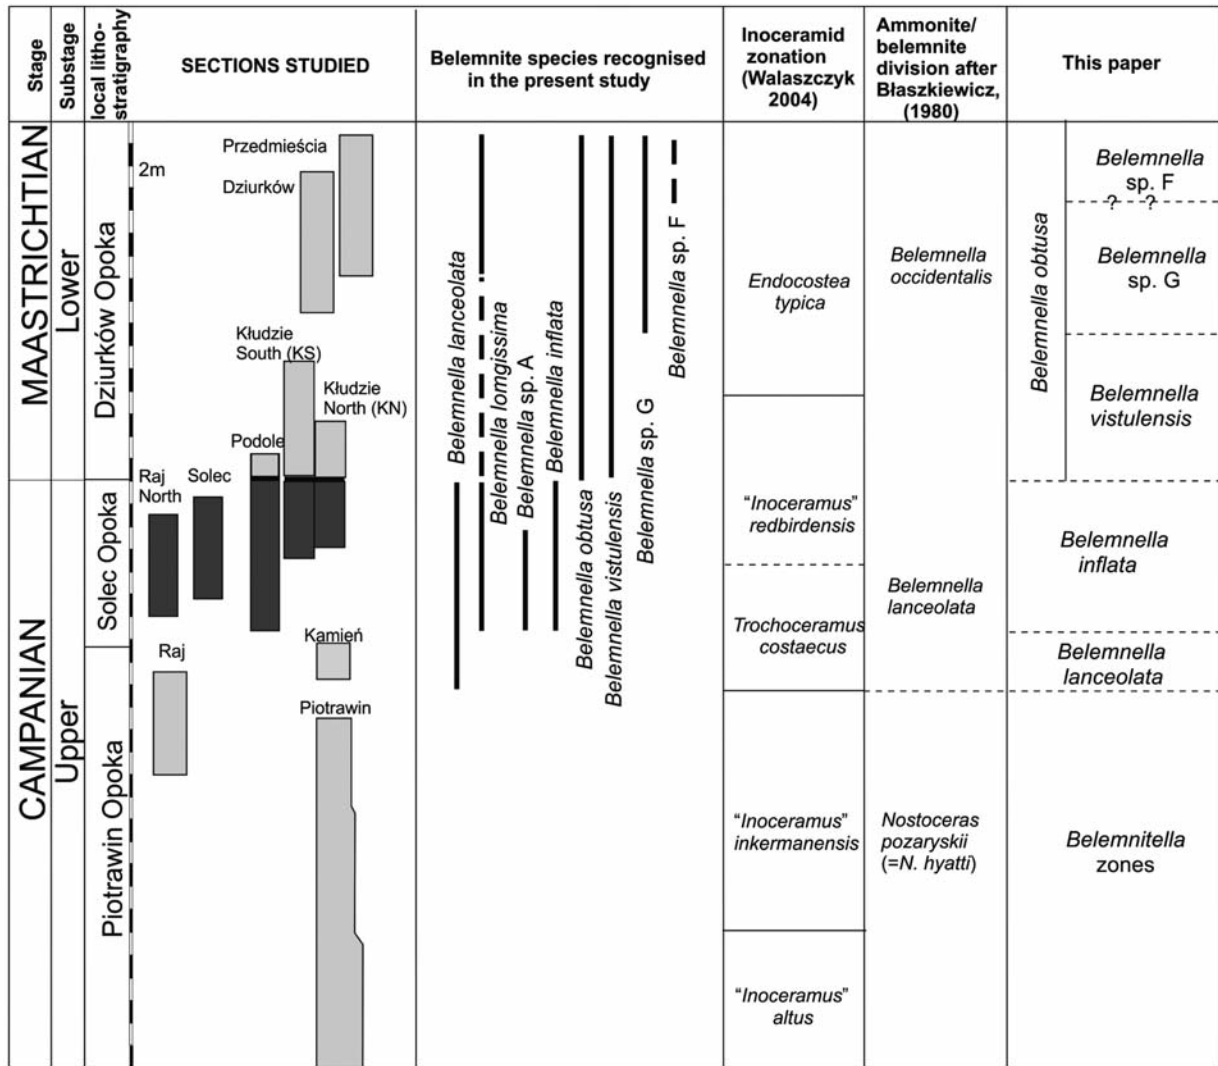 Stage
Substage
local litho-
stratigraphy
SECTIONS STUDIED
Belemnite species recognised
in the present study
Inoceramid
zonation
(Walaszczyk
2004)
Ammonite/
belemnite
division after
Błaszkiewicz,
(1980)
This paper
MAASTRICHTIAN
CAMPANIAN
Lower
Upper
Dziurków Opoka
Solec Opoka
Piotrawin Opoka
2m
Przedmieścia
Dziurków
Kłudzie
South (KS)
Kłudzie
North (KN)
Podole
Raj
North
Solec
Kamień
Raj
Piotrawin
Belemnella lanceolata
Belemnella lomgissima
Belemnella sp. A
Belemnella inflata
Belemnella obtusa
Belemnella vistulensis
Belemnella sp. G
Belemnella sp. F
Endocostea
typica
"Inoceramus"
redbirdensis
Trochoceramus
costaecus
"Inoceramus"
inkermanensis
"Inoceramus"
altus
Belemnella
occidentalis
Belemnella
lanceolata
Nostoceras
pozaryskii
(=N. hyatti)
Belemnella obtusa
Belemnella
sp. F
? ?
Belemnella
sp. G
Belemnella
vistulensis
Belemnella
inflata
Belemnella
lanceolata
Belemnitella
zones